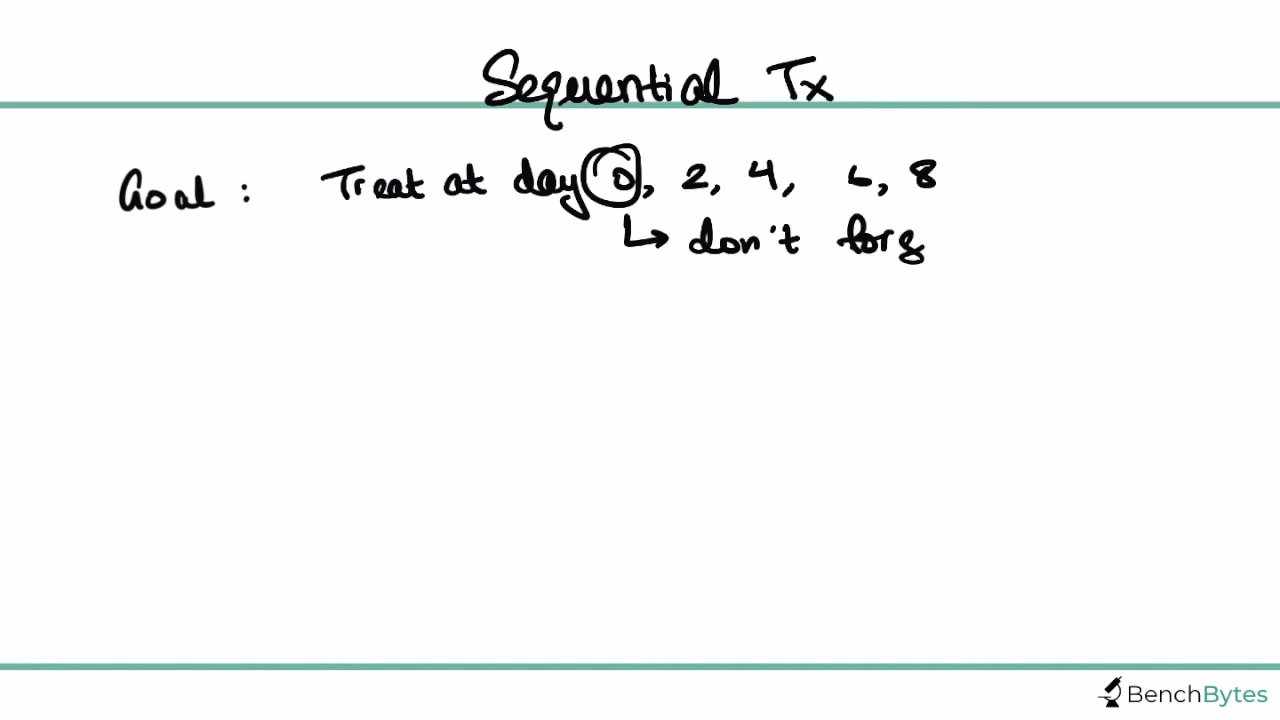 Sequential Tx
Goal : Treat at day 0, 2, 4, 6, 8
↳ don't forg
BenchBytes